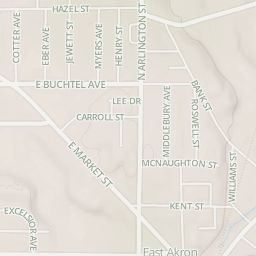 HAZEL ST
COTTER AVE
EBER AVE
JEWETT ST
MYERS AVE
HENRY ST
N ARLINGTON ST
E BUCHTEL AVE
BANK ST
LEE DR
CARROLL ST
MIDDLEBURY AVE
ROSWELL ST
E MARKET ST
MCNAUGHTON ST
WILLIAMS ST
KENT ST
EXCELSIOR AVE
East Akron